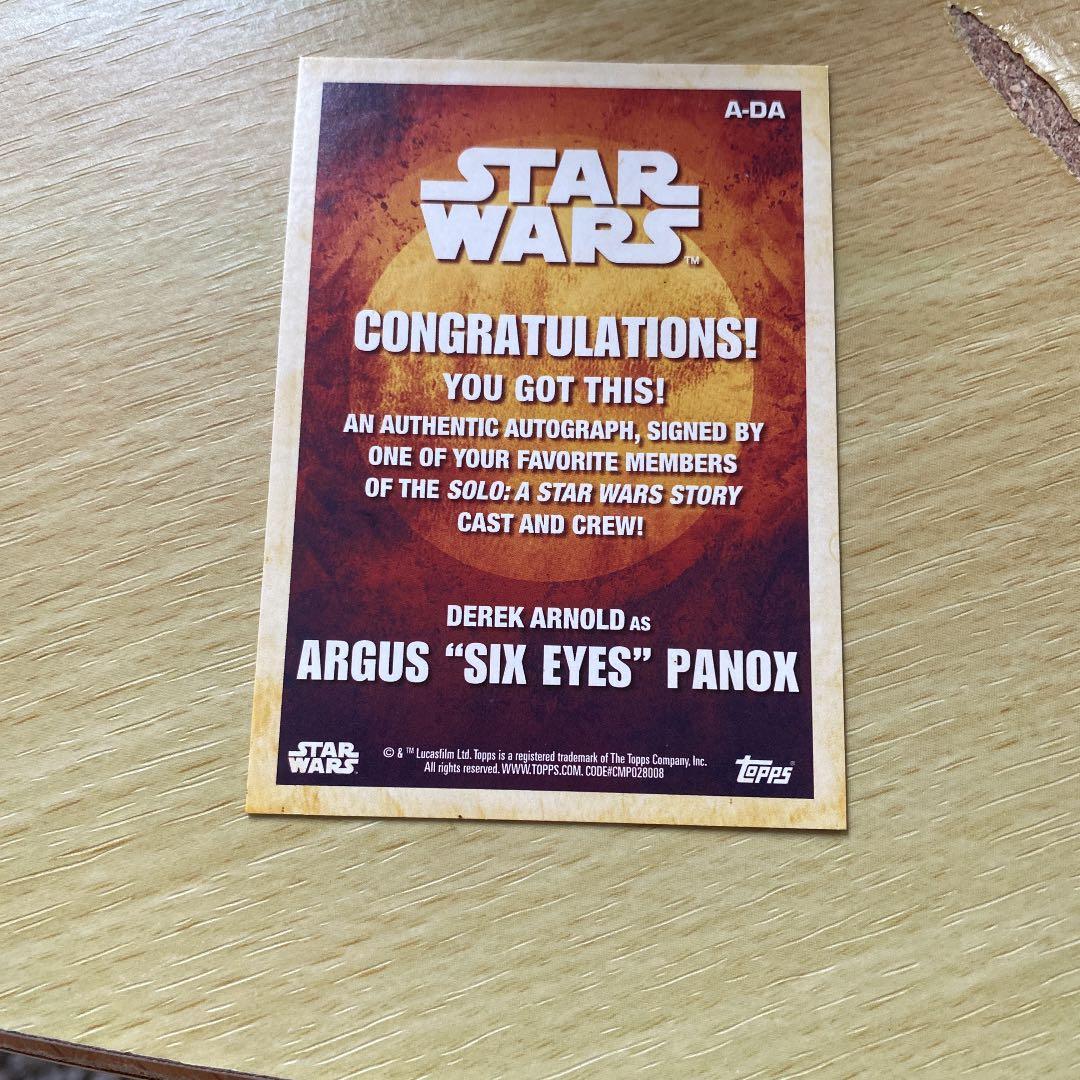 A-DA
STAR
WARS™
CONGRATULATIONS!
YOU GOT THIS!
AN AUTHENTIC AUTOGRAPH, SIGNED BY
ONE OF YOUR FAVORITE MEMBERS
OF THE SOLO: A STAR WARS STORY
CAST AND CREW!
DEREK ARNOLD AS
ARGUS “SIX EYES” PANOX
STAR
WARS
© & ™ Lucasfilm Ltd. Topps is a registered trademark of The Topps Company, Inc.
All rights reserved. WWW.TOPPS.COM. CODE#CMP028008
topps®